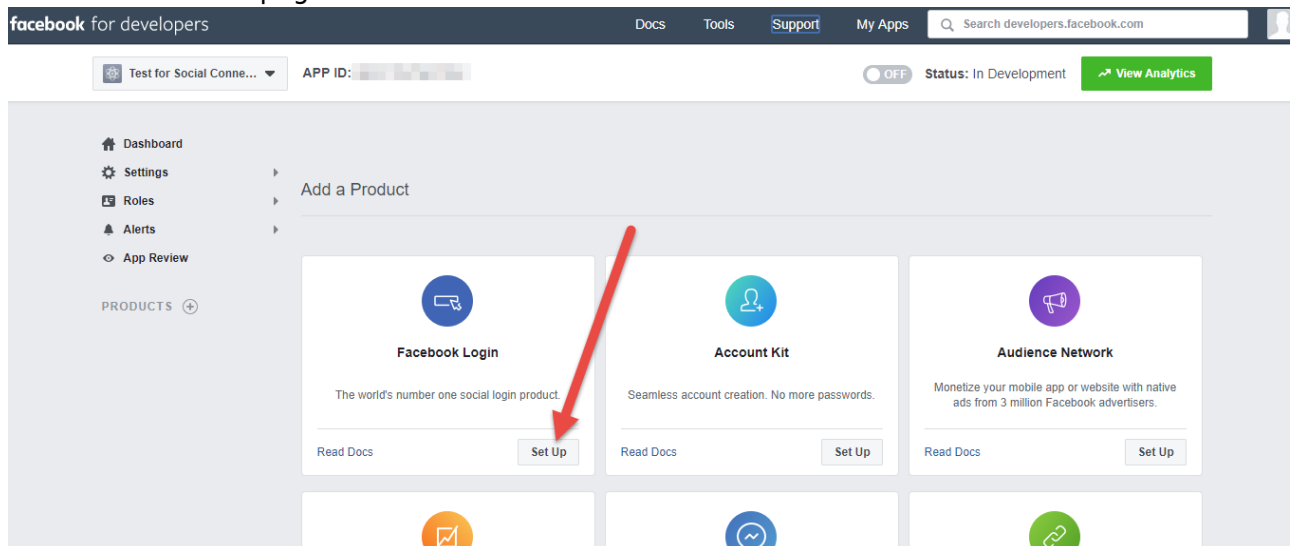 facebook for developers Docs Tools Support My Apps Search developers.facebook.com
Test for Social Conne... APP ID: OFF Status: In Development View Analytics
Dashboard
Settings
Roles
Alerts
App Review
PRODUCTS
Add a Product
Facebook Login
The world's number one social login product.
Read Docs Set Up
Account Kit
Seamless account creation. No more passwords.
Read Docs Set Up
Audience Network
Monetize your mobile app or website with native
ads from 3 million Facebook advertisers.
Read Docs Set Up